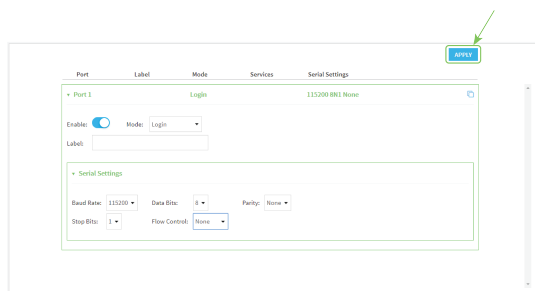 APPLY
Port Label Mode Services Serial Settings
Port 1 Login 115200 8N1 None
Enable: Mode: Login
Label:
Serial Settings
Baud Rate: 115200 Data Bits: 8 Parity: None
Stop Bits: 1 Flow Control: None